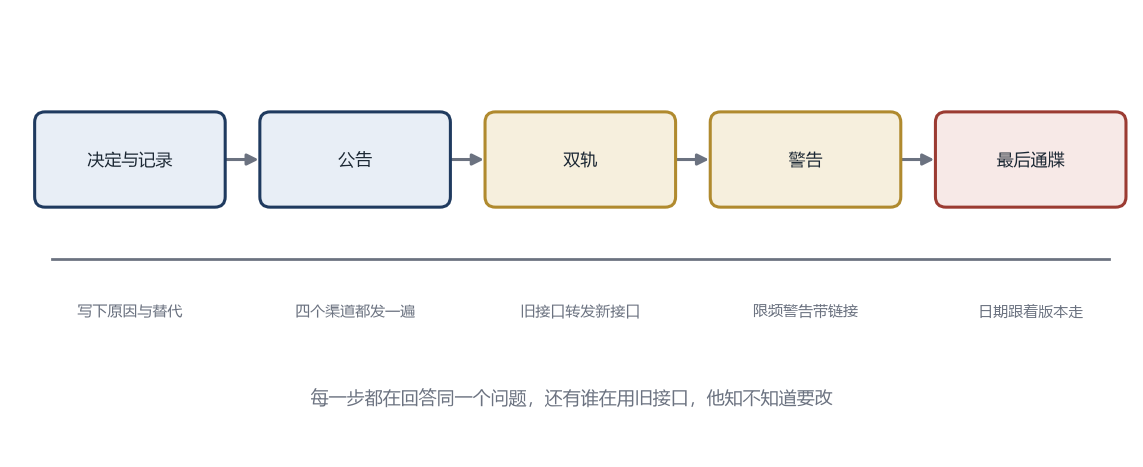 决定与记录
公告
双轨
警告
最后通牒
写下原因与替代
四个渠道都发一遍
旧接口转发新接口
限频警告带链接
日期跟着版本走
每一步都在回答同一个问题，还有谁在用旧接口，他知不知道要改